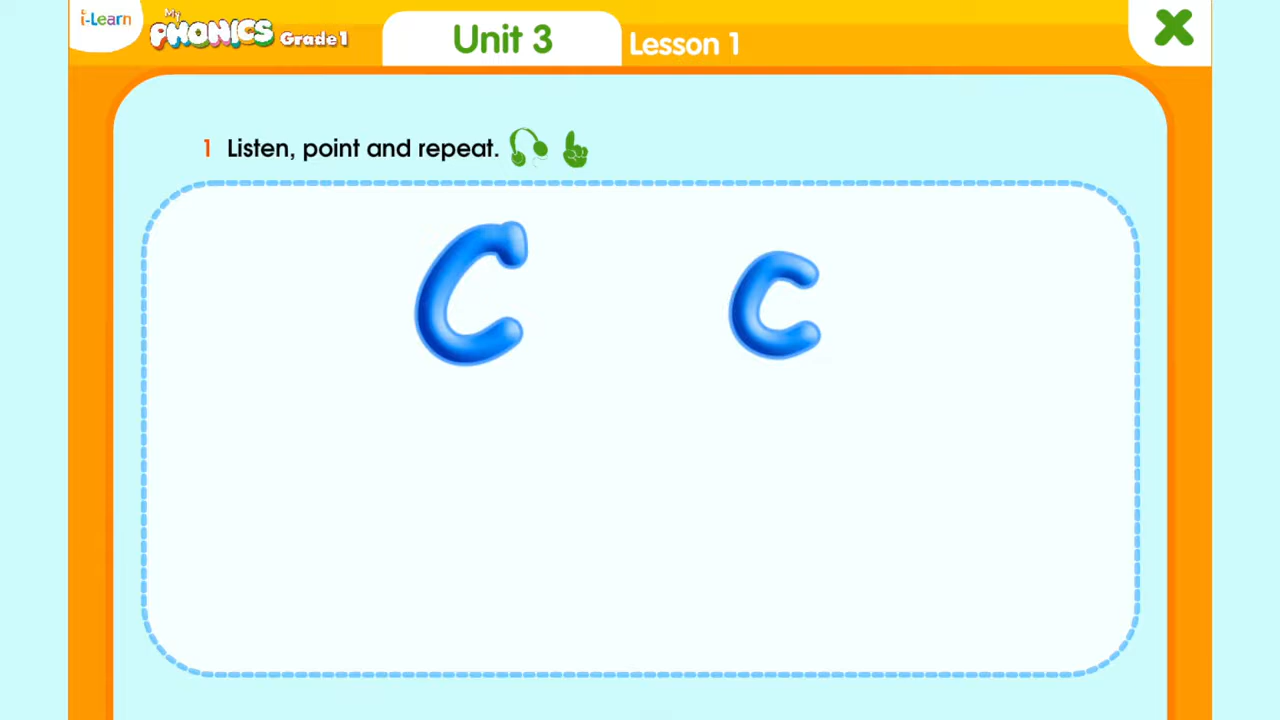 i-Learn
My
PHONICS Grade 1
Unit 3
Lesson 1
1 Listen, point and repeat.
C c